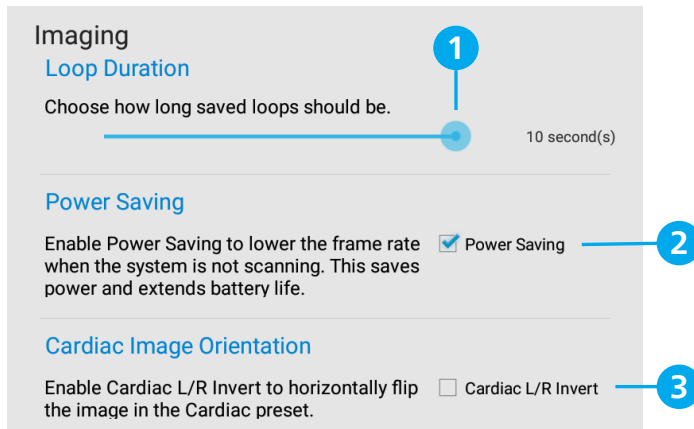 Imaging
1
Loop Duration
Choose how long saved loops should be.
10 second(s)
Power Saving
Enable Power Saving to lower the frame rate
when the system is not scanning. This saves
power and extends battery life.
Power Saving
2
Cardiac Image Orientation
Enable Cardiac L/R Invert to horizontally flip
the image in the Cardiac preset.
Cardiac L/R Invert
3